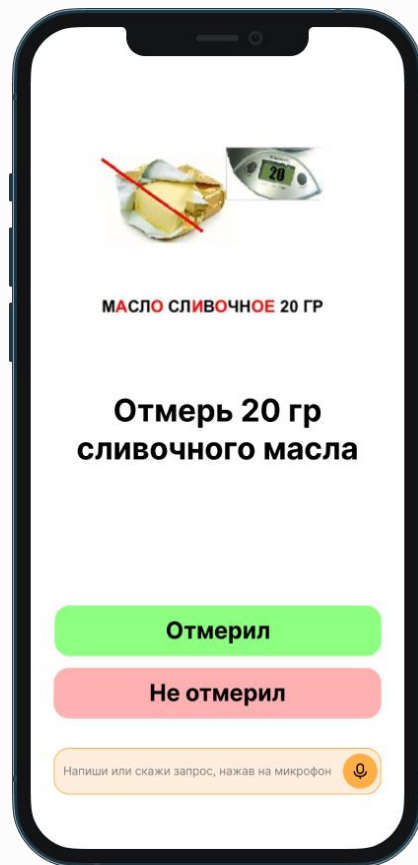 20
МАСЛО СЛИВОЧНОЕ 20 ГР
Отмерь 20 гр
сливочного масла
Отмерил
Не отмерил
Напиши или скажи запрос, нажав на микрофон